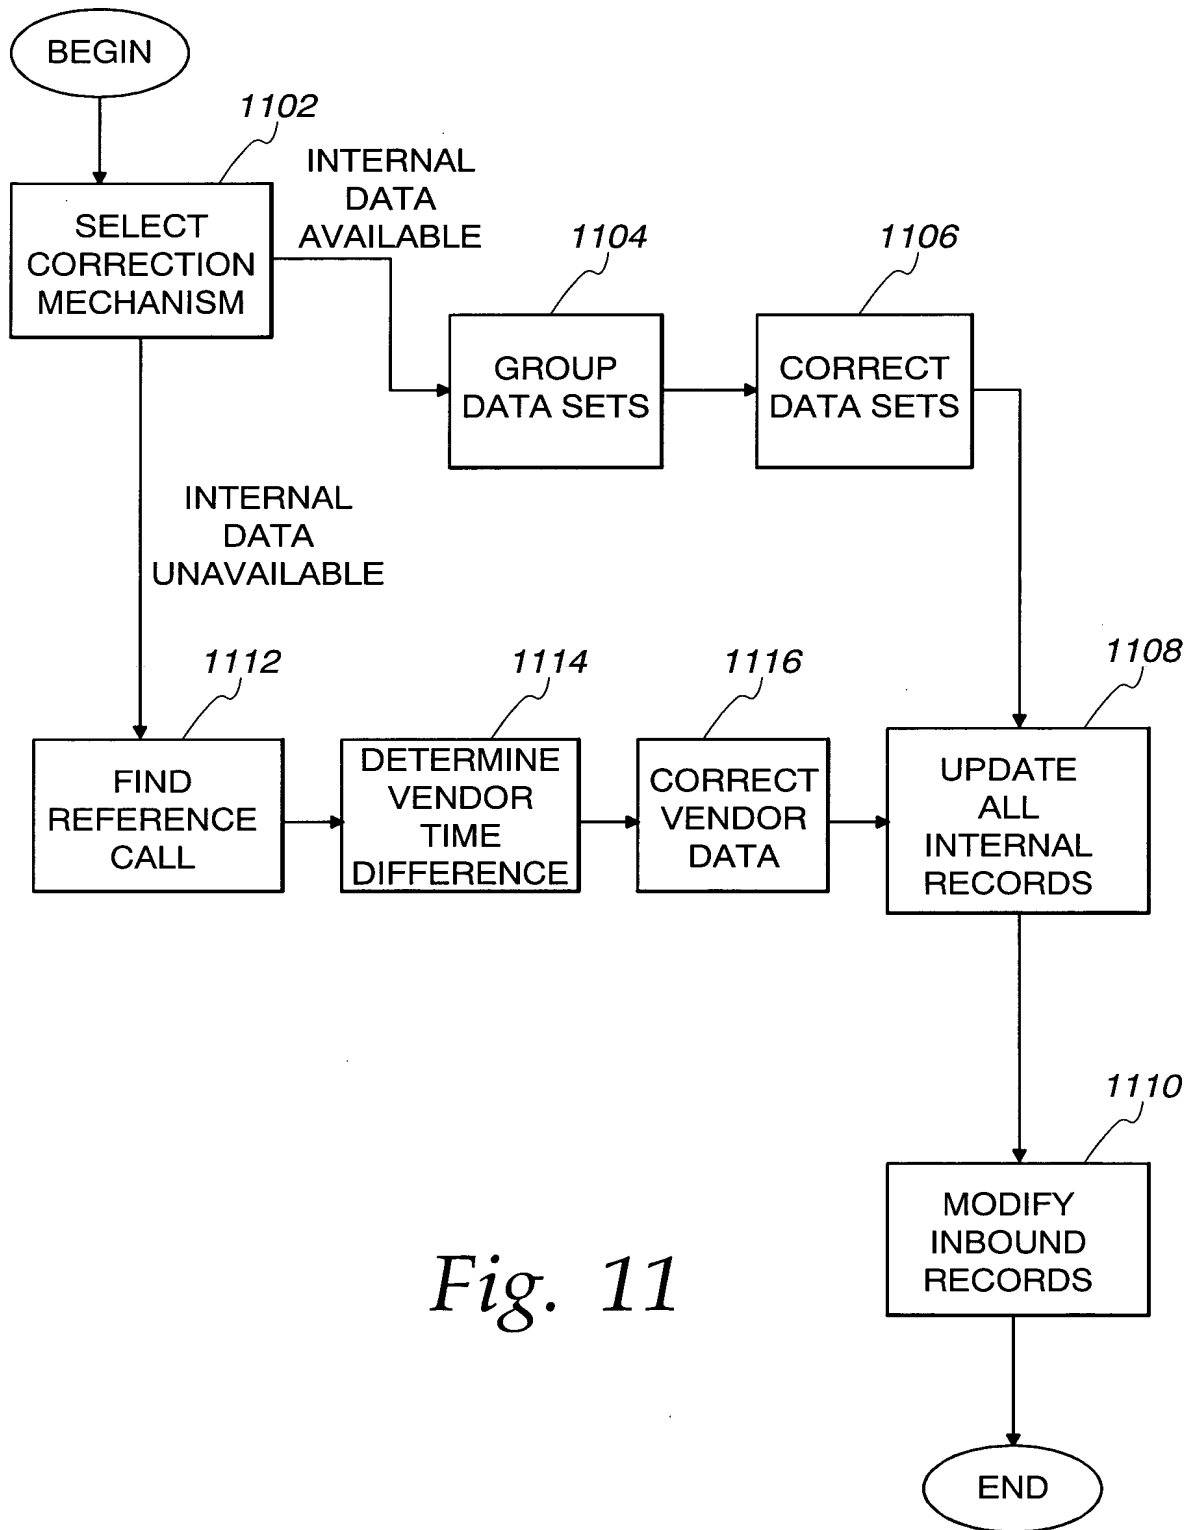 BEGIN
1102
SELECT
CORRECTION
MECHANISM
INTERNAL
DATA
AVAILABLE
1104
GROUP
DATA SETS
1106
CORRECT
DATA SETS
INTERNAL
DATA
UNAVAILABLE
1112
FIND
REFERENCE
CALL
1114
DETERMINE
VENDOR
TIME
DIFFERENCE
1116
CORRECT
VENDOR
DATA
1108
UPDATE
ALL
INTERNAL
RECORDS
1110
MODIFY
INBOUND
RECORDS
Fig. 11
END